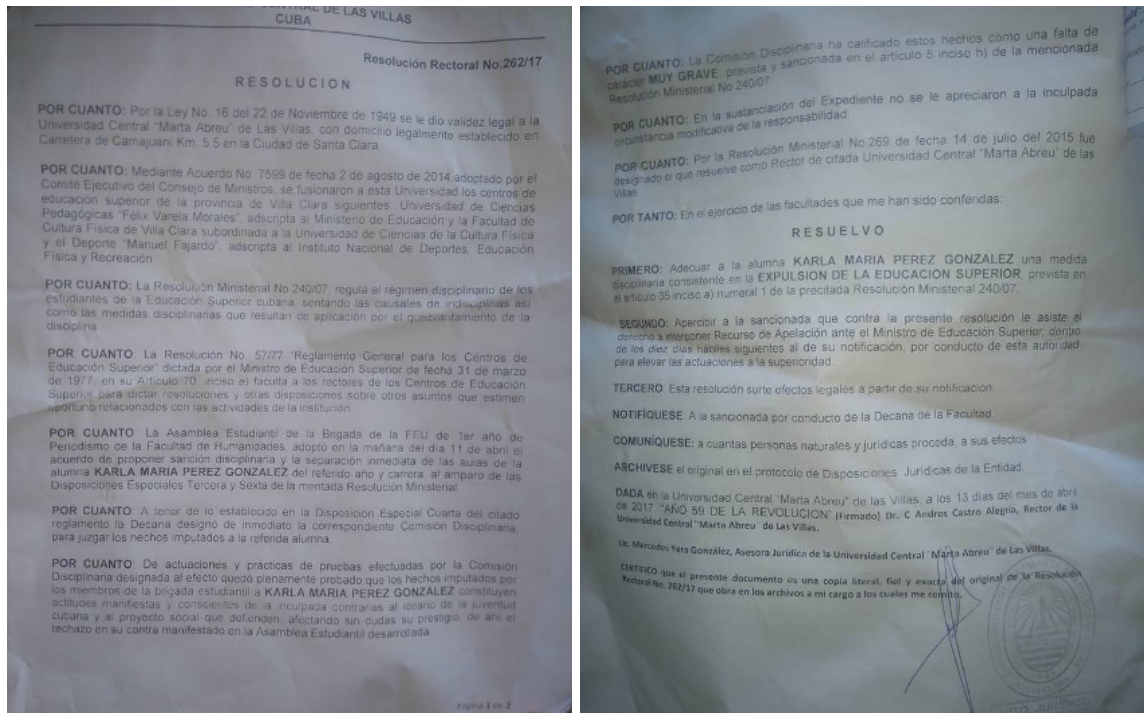 CENTRAL DE LAS VILLAS
CUBA
Resolución Rectoral No.262/17
RESOLUCION
POR CUANTO: Por la Ley No. 16 del 22 de Noviembre de 1949 se le dio validez legal a la
Universidad Central "Marta Abreu" de Las Villas, con domicilio legalmente establecido en
Carretera de Camajuaní Km. 5.5 en la Ciudad de Santa Clara.
POR CUANTO: Mediante Acuerdo No. 7599 de fecha 2 de agosto de 2014 adoptado por el
Comité Ejecutivo del Consejo de Ministros, se fusionaron a esta Universidad los centros de
educación superior de la provincia de Villa Clara siguientes: Universidad de Ciencias
Pedagógicas "Félix Varela Morales", adscripta al Ministerio de Educación y la Facultad de
Cultura Física de Villa Clara subordinada a la Universidad de Ciencias de la Cultura Física
y el Deporte "Manuel Fajardo", adscripta al Instituto Nacional de Deportes, Educación
Física y Recreación
POR CUANTO: La Resolución Ministerial No 240/07, regula el régimen disciplinario de los
estudiantes de la Educación Superior cubana, sentando las causales de indisciplinas así
como las medidas disciplinarias que resultan de aplicación por el quebrantamiento de la
disciplina
POR CUANTO: La Resolución No. 57/77 "Reglamento General para los Centros de
Educación Superior" dictada por el Ministro de Educación Superior de fecha 31 de marzo
de 1977, en su Artículo 70, inciso e) faculta a los rectores de los Centros de Educación
Superior para dictar resoluciones y otras disposiciones sobre otros asuntos que estimen
oportuno relacionados con las actividades de la institución
POR CUANTO: La Asamblea Estudiantil de la Brigada de la FEU de 1er año de
Periodismo de la Facultad de Humanidades, adoptó en la mañana del día 11 de abril el
acuerdo de proponer sanción disciplinaria y la separación inmediata de las aulas de la
alumna KARLA MARIA PEREZ GONZALEZ del referido año y carrera, al amparo de las
Disposiciones Especiales Tercera y Sexta de la mentada Resolución Ministerial.
POR CUANTO: A tenor de lo establecido en la Disposición Especial Cuarta del citado
reglamento la Decana designó de inmediato la correspondiente Comisión Disciplinaria,
para juzgar los hechos imputados a la referida alumna.
POR CUANTO: De actuaciones y prácticas de pruebas efectuadas por la Comisión
Disciplinaria designada al efecto quedó plenamente probado que los hechos imputados por
los miembros de la brigada estudiantil a KARLA MARIA PEREZ GONZALEZ constituyen
actitudes manifiestas y conscientes de la inculpada contrarias al ideario de la juventud
cubana y al proyecto social que defienden, afectando sin dudas su prestigio, de ahí el
rechazo en su contra manifestado en la Asamblea Estudiantil desarrollada.
Página 1 de 2
POR CUANTO: La Comisión Disciplinaria ha calificado estos hechos como una falta de
carácter MUY GRAVE, prevista y sancionada en el artículo 5 inciso h) de la mencionada
Resolución Ministerial No 240/07.
POR CUANTO: En la sustanciación del Expediente no se le apreciaron a la inculpada
circunstancia modificativa de la responsabilidad.
POR CUANTO: Por la Resolución Ministerial No.269 de fecha 14 de julio del 2015 fue
designado el que resuelve como Rector de citada Universidad Central "Marta Abreu" de las
Villas.
POR TANTO: En el ejercicio de las facultades que me han sido conferidas:
RESUELVO
PRIMERO: Adecuar a la alumna KARLA MARIA PEREZ GONZALEZ una medida
disciplinaria consistente en la EXPULSION DE LA EDUCACION SUPERIOR, prevista en
el artículo 35 inciso a) numeral 1 de la precitada Resolución Ministerial 240/07.
SEGUNDO: Apercibir a la sancionada que contra la presente resolución le asiste el
derecho a interponer Recurso de Apelación ante el Ministro de Educación Superior, dentro
de los diez días hábiles siguientes al de su notificación, por conducto de esta autoridad
para elevar las actuaciones a la superioridad.
TERCERO: Esta resolución surte efectos legales a partir de su notificación
NOTIFÍQUESE: A la sancionada por conducto de la Decana de la Facultad
COMUNÍQUESE: a cuantas personas naturales y jurídicas proceda, a sus efectos
ARCHIVESE el original en el protocolo de Disposiciones Jurídicas de la Entidad.
DADA en la Universidad Central "Marta Abreu" de las Villas, a los 13 días del mes de abril
de 2017. "AÑO 59 DE LA REVOLUCION" (Firmado) Dr. C Andros Castro Alegría, Rector de la
Universidad Central "Marta Abreu" de Las Villas.
Lic. Mercedes Yera González, Asesora Jurídica de la Universidad Central "Marta Abreu" de Las Villas.
CERTIFICO que el presente documento es una copia literal, fiel y exacta del original de la Resolución
Rectoral No. 262/17 que obra en los archivos a mi cargo a los cuales me remito.
DPTO. JURÍDICO